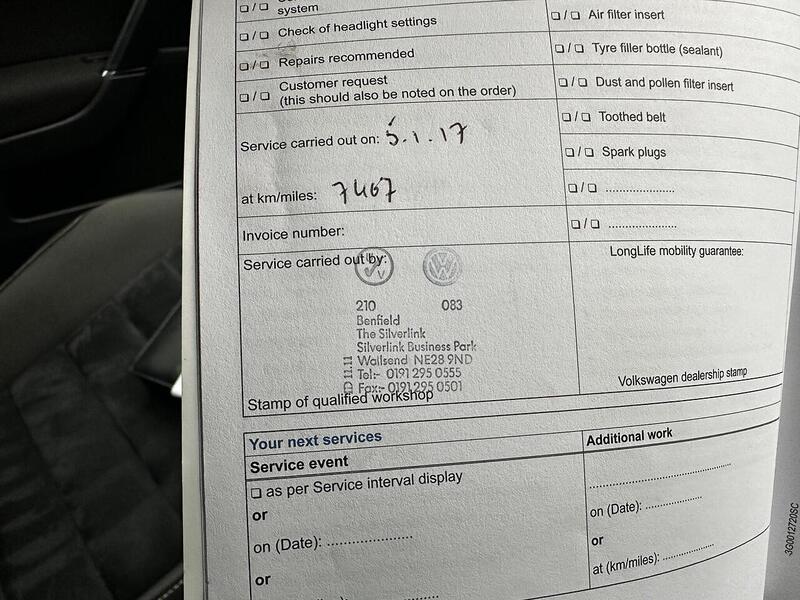 system
❏ / ❏ Check of headlight settings
❏ / ❏ Repairs recommended
❏ / ❏ Customer request
(this should also be noted on the order)
❏ / ❏ Air filter insert
❏ / ❏ Tyre filler bottle (sealant)
❏ / ❏ Dust and pollen filter insert
❏ / ❏ Toothed belt
❏ / ❏ Spark plugs
❏ / ❏ .....................
❏ / ❏ .....................
Service carried out on: 5.1.17
at km/miles: 7467
Invoice number:
Service carried out by:
210 083
Benfield
The Silverlink
Silverlink Business Park
Wallsend NE28 9ND
Tel:- 0191 295 0555
Fax:- 0191 295 0501
Stamp of qualified workshop
LongLife mobility guarantee:
Volkswagen dealership stamp
Your next services
Service event
❏ as per Service interval display
or
on (Date): .....................
or
at (km/miles): .....................
Additional work
.....................................
on (Date): ...............
or
at (km/miles): ..............
3G0012720SC